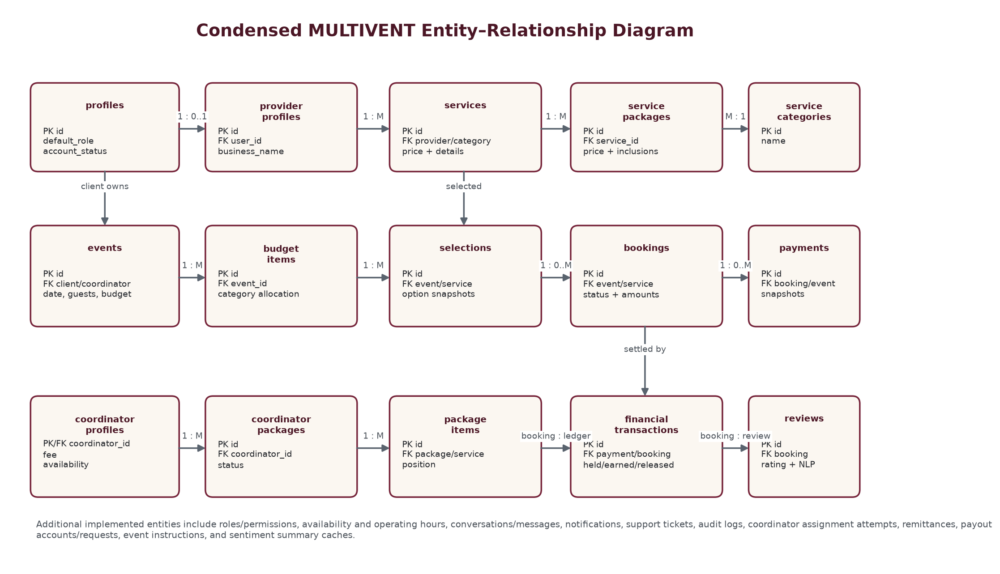 Condensed MULTIVENT Entity–Relationship Diagram
profiles
PK id
default_role
account_status
1 : 0..1
provider
profiles
PK id
FK user_id
business_name
1 : M
services
PK id
FK provider/category
price + details
1 : M
service
packages
PK id
FK service_id
price + inclusions
M : 1
service
categories
PK id
name
client owns
selected
events
PK id
FK client/coordinator
date, guests, budget
1 : M
budget
items
PK id
FK event_id
category allocation
1 : M
selections
PK id
FK event/service
option snapshots
1 : 0..M
bookings
PK id
FK event/service
status + amounts
1 : 0..M
payments
PK id
FK booking/event
snapshots
settled by
coordinator
profiles
PK/FK coordinator_id
fee
availability
1 : M
coordinator
packages
PK id
FK coordinator_id
status
1 : M
package
items
PK id
FK package/service
position
booking : ledger
financial
transactions
PK id
FK payment/booking
held/earned/released
booking : review
reviews
PK id
FK booking
rating + NLP
Additional implemented entities include roles/permissions, availability and operating hours, conversations/messages, notifications, support tickets, audit logs, coordinator assignment attempts, remittances, payout
accounts/requests, event instructions, and sentiment summary caches.